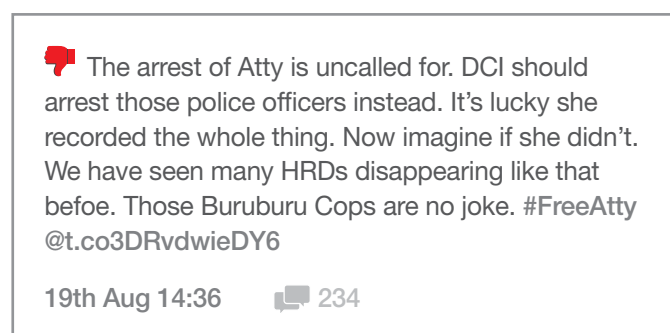 The arrest of Atty is uncalled for. DCI should
arrest those police officers instead. It's lucky she
recorded the whole thing. Now imagine if she didn't.
We have seen many HRDs disappearing like that
befoe. Those Buruburu Cops are no joke. #FreeAtty
@t.co3DRvdwieDY6
19th Aug 14:36 234